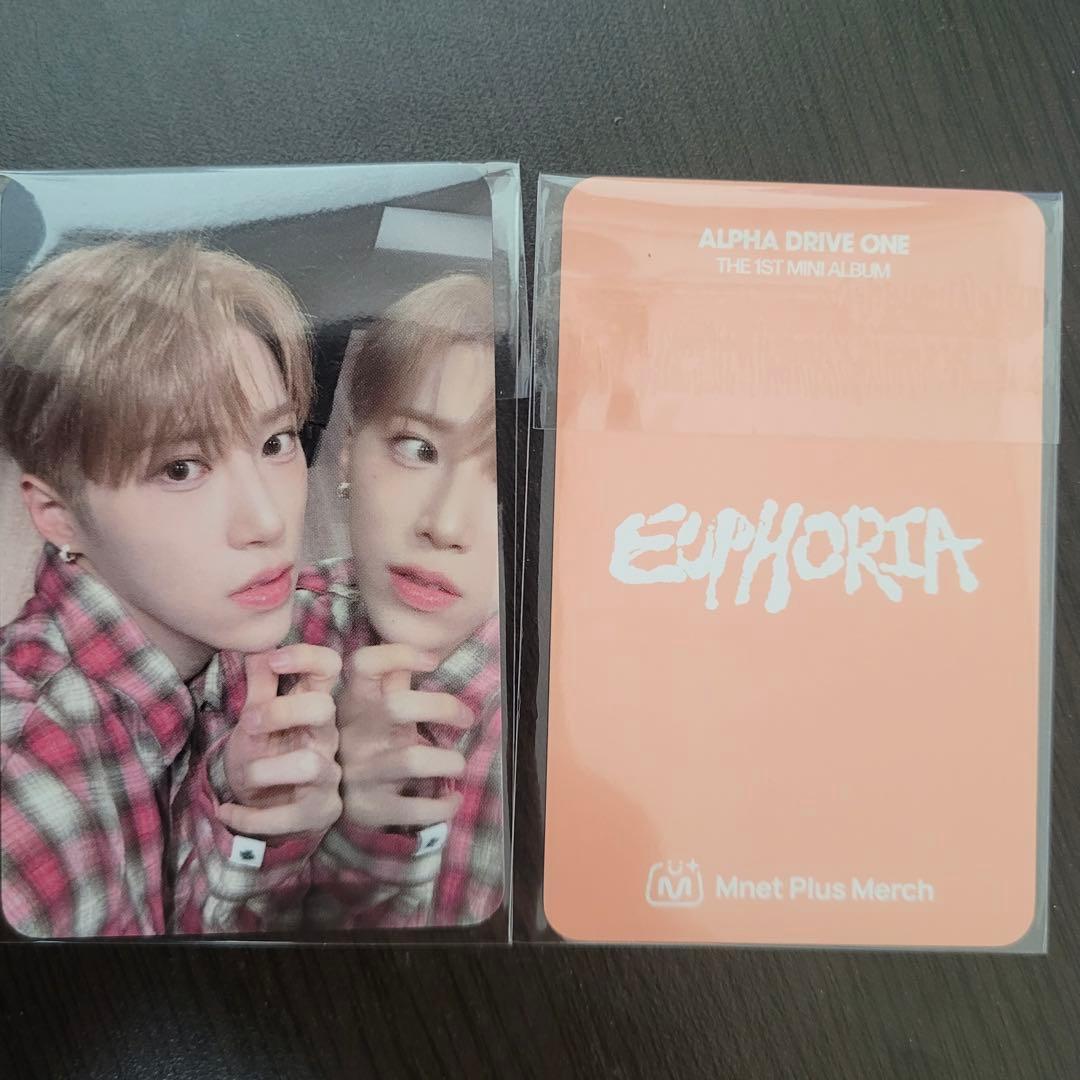 ALPHA DRIVE ONE
THE 1ST MINI ALBUM
EUPHORIA
M Mnet Plus Merch